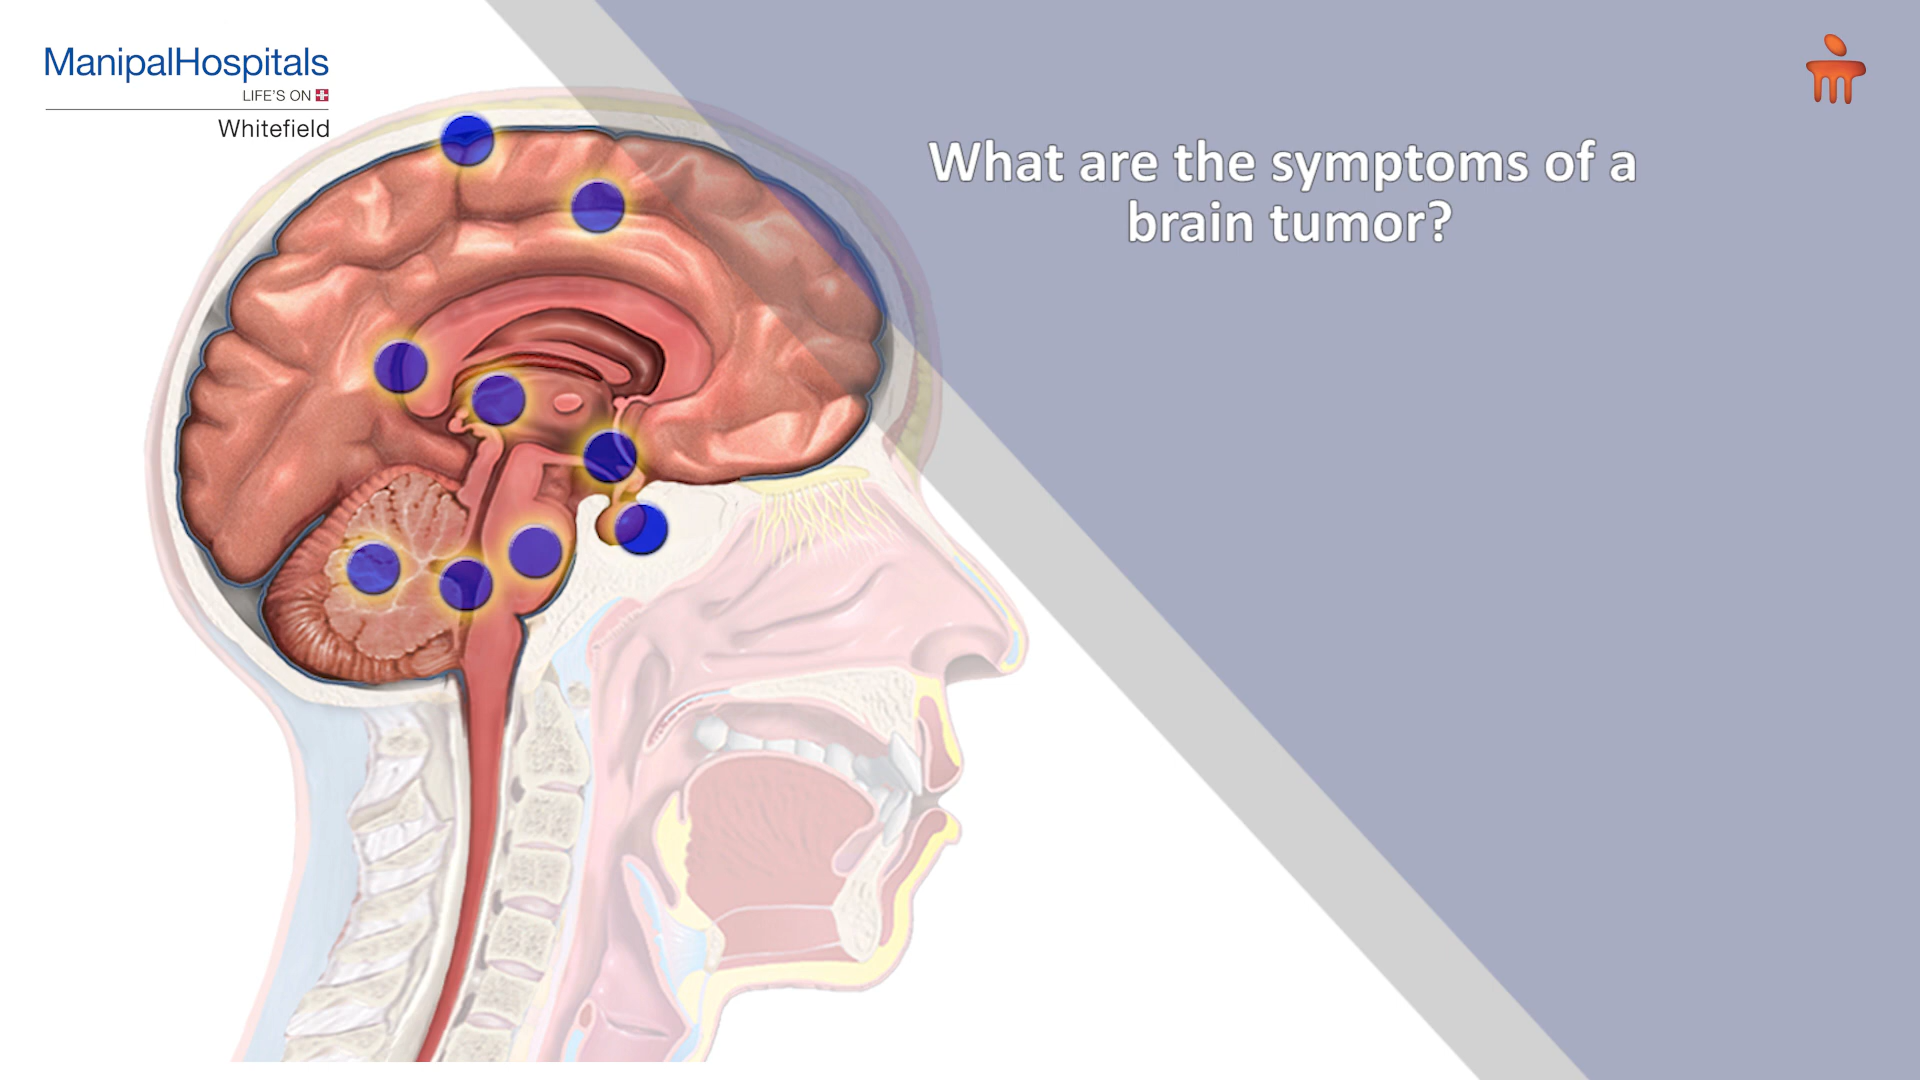 ManipalHospitals
LIFE'S ON
Whitefield
What are the symptoms of a
brain tumor?